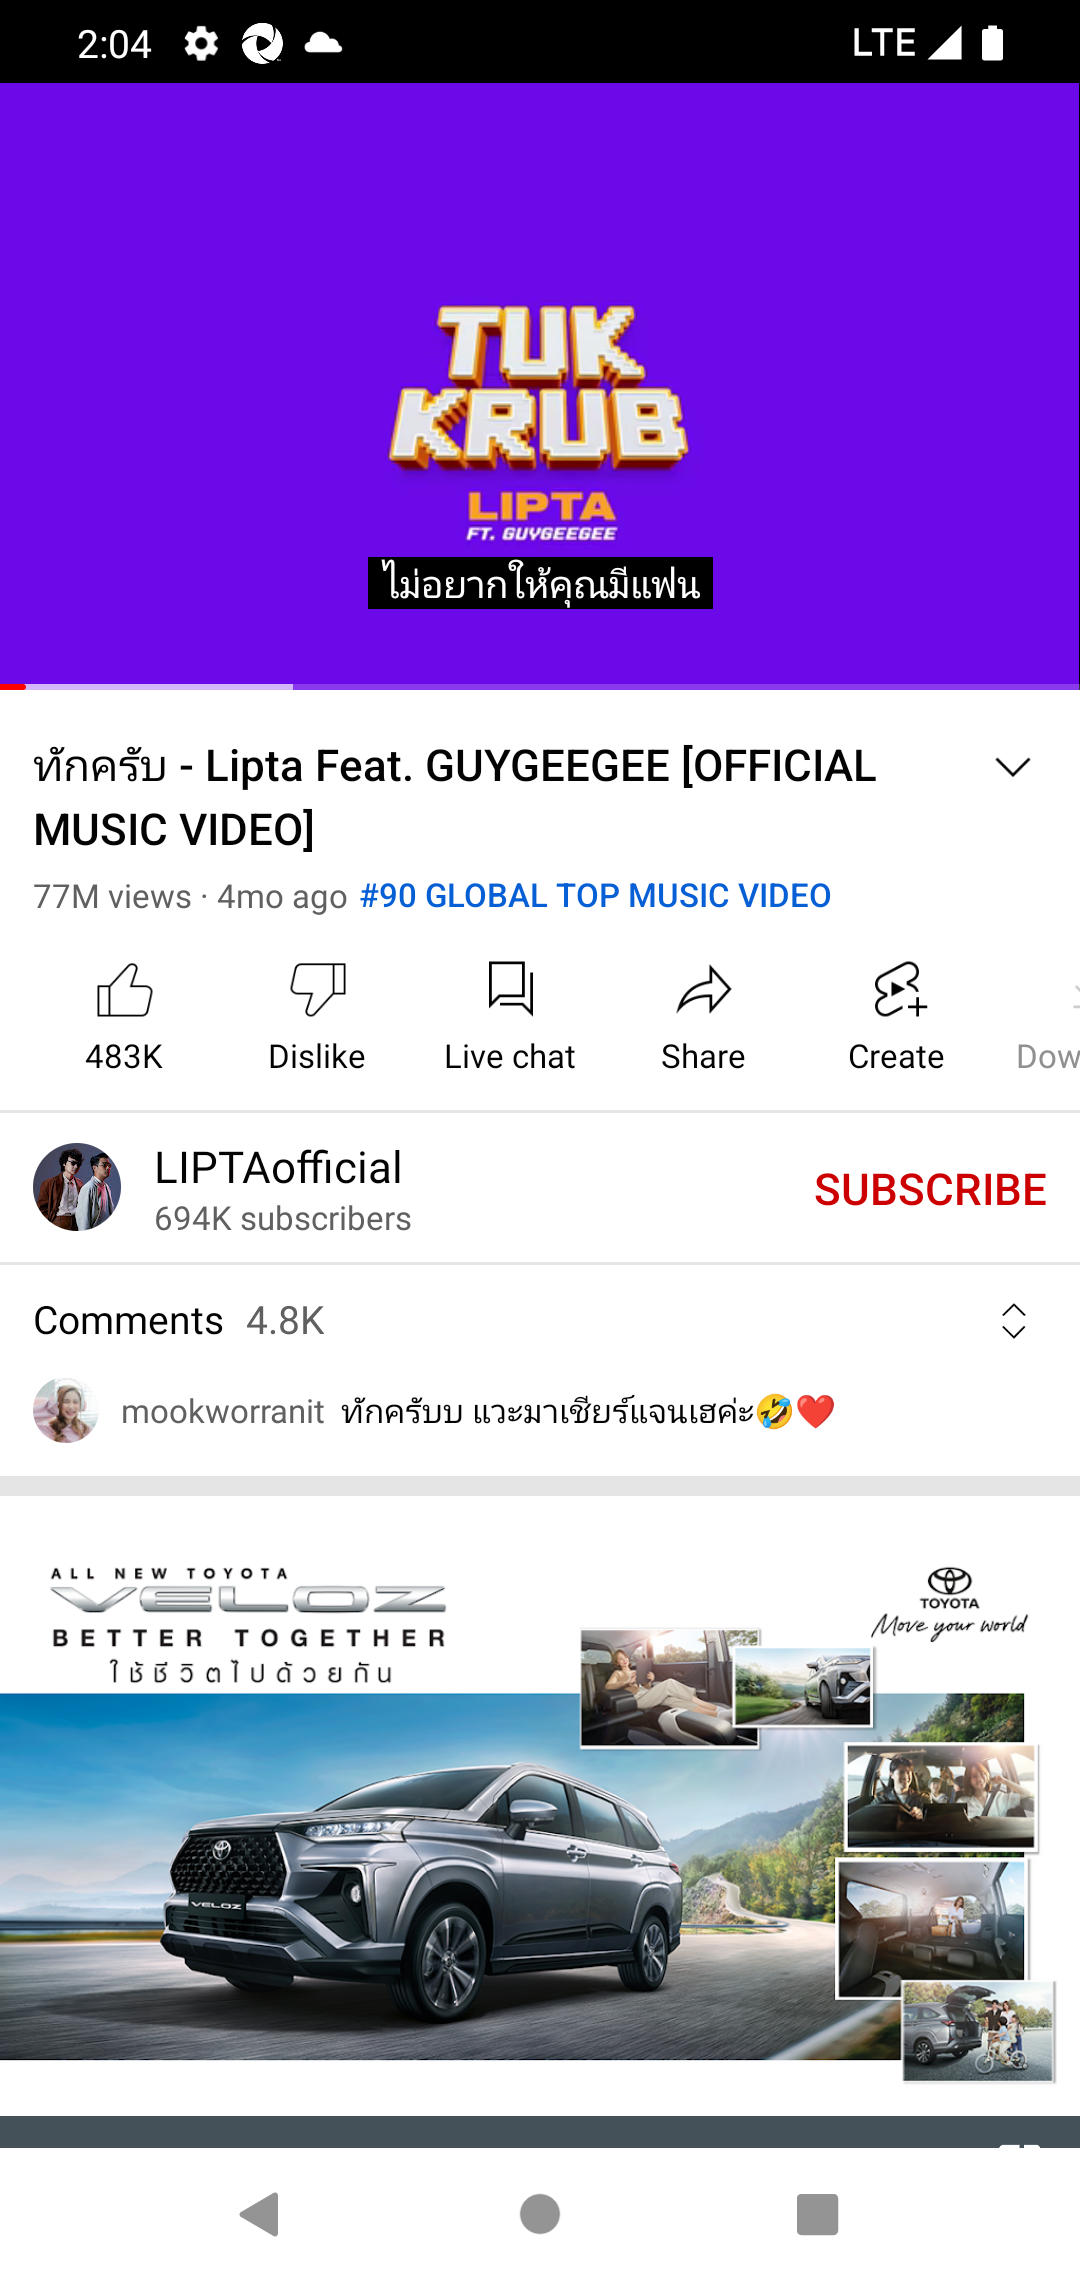 2:04
LTE
TUK
KRUB
LIPTA
FT. GUYGEEGEE
ไม่อยากให้คุณมีแฟน
ทักครับ - Lipta Feat. GUYGEEGEE [OFFICIAL
MUSIC VIDEO]
77M views · 4mo ago #90 GLOBAL TOP MUSIC VIDEO
483K Dislike Live chat Share Create Dow
LIPTAofficial
694K subscribers
SUBSCRIBE
Comments 4.8K
mookworranit ทักครับบ แวะมาเชียร์แจนเฮค่ะ🤣❤️
ALL NEW TOYOTA
VELOZ
BETTER TOGETHER
ใช้ชีวิตไปด้วยกัน
TOYOTA
Move your world
VELOZ